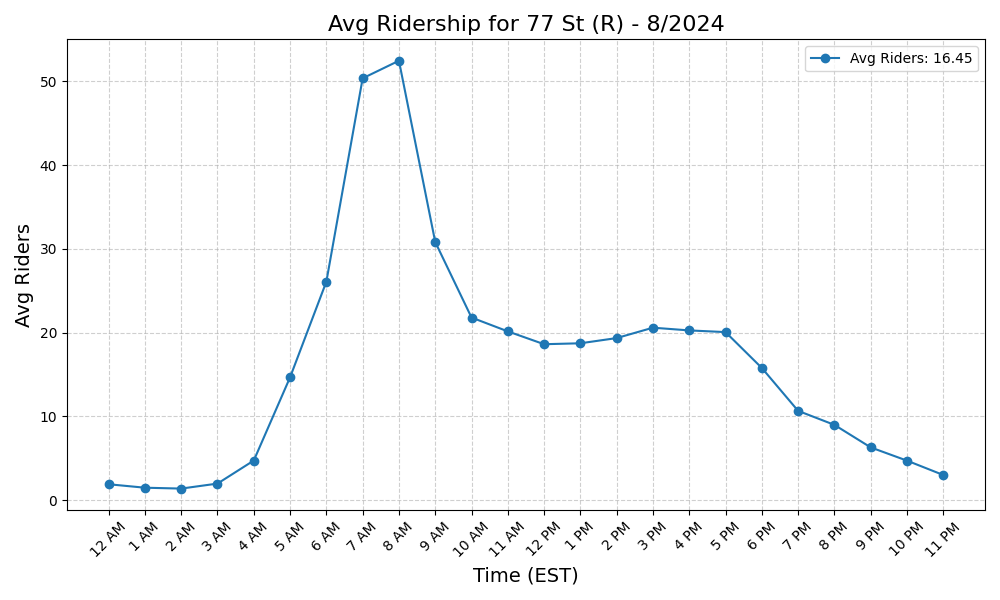 Avg Ridership for 77 St (R) - 8/2024
Avg Riders: 16.45
Avg Riders
50
40
30
20
10
0
12 AM
1 AM
2 AM
3 AM
4 AM
5 AM
6 AM
7 AM
8 AM
9 AM
10 AM
11 AM
12 PM
1 PM
2 PM
3 PM
4 PM
5 PM
6 PM
7 PM
8 PM
9 PM
10 PM
11 PM
Time (EST)